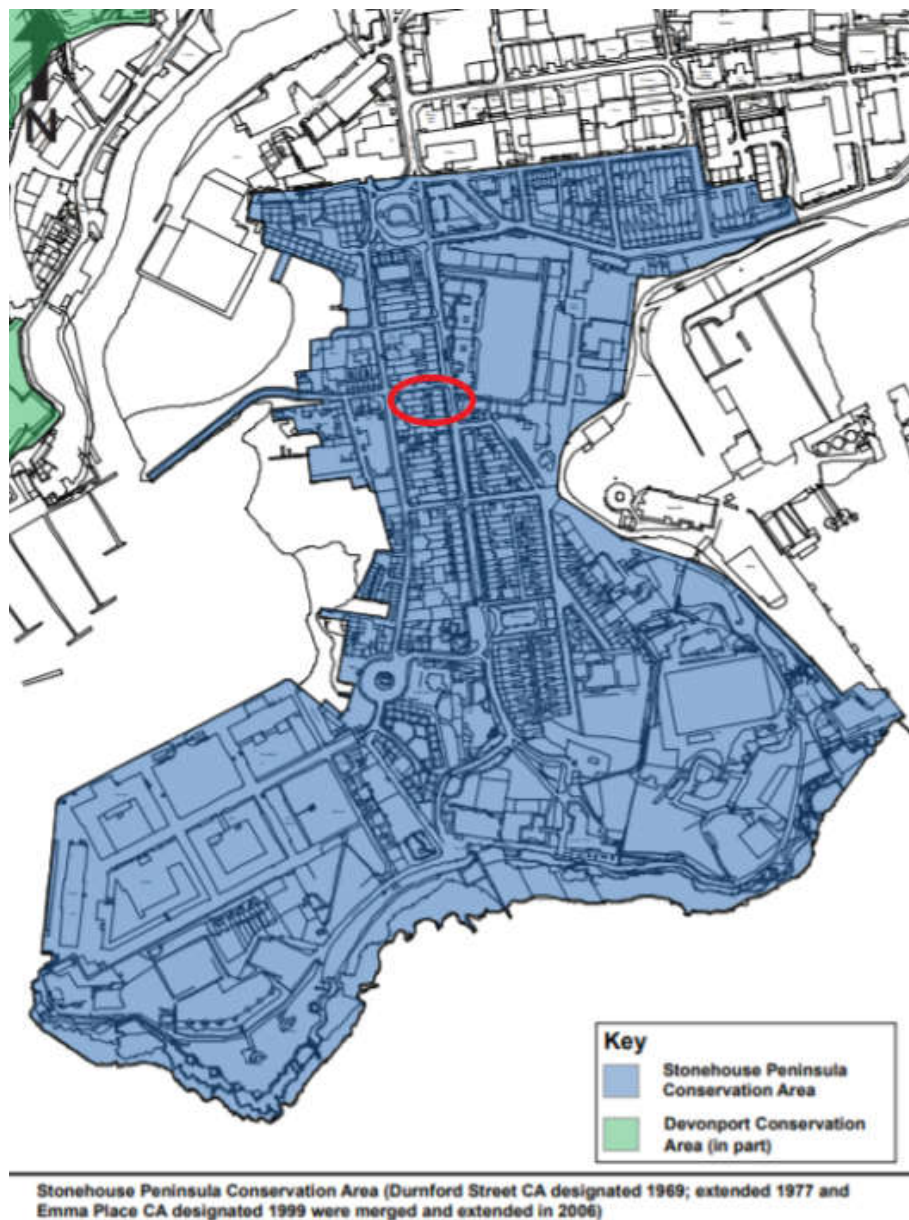 N
Key
Stonehouse Peninsula
Conservation Area
Devonport Conservation
Area (in part)
Stonehouse Peninsula Conservation Area (Durnford Street CA designated 1969; extended 1977 and
Emma Place CA designated 1999 were merged and extended in 2006)